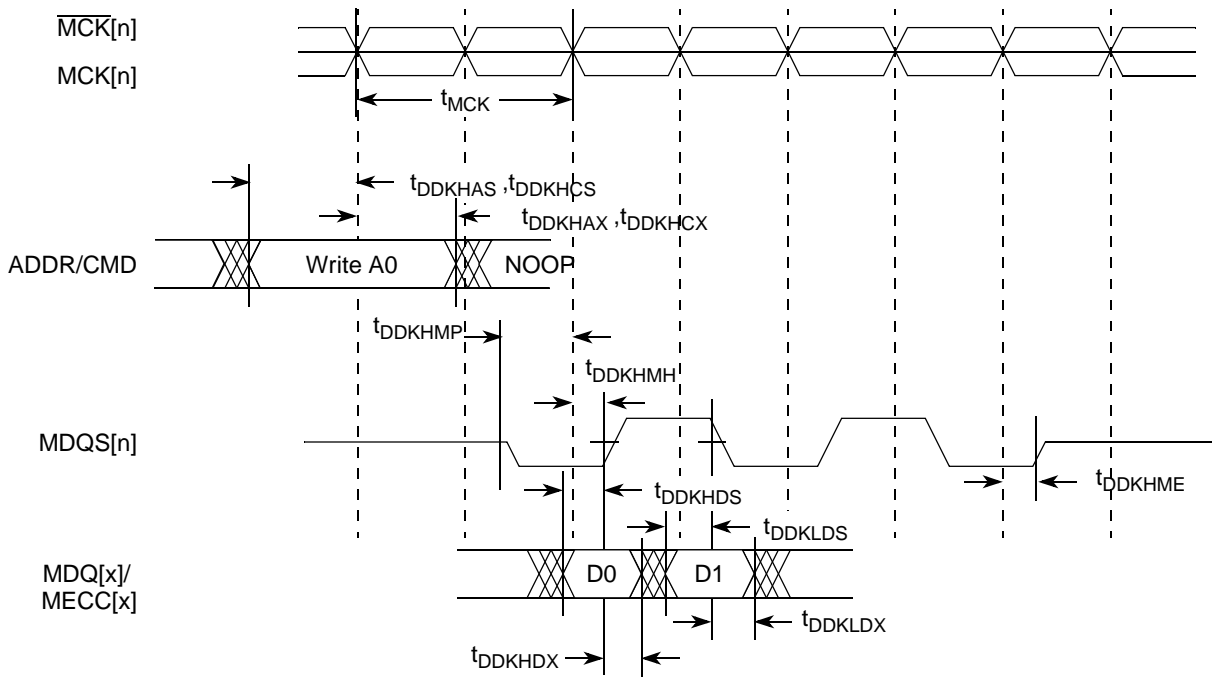 MCK[n]
MCK[n]
tMCK
tDDKHAS ,tDDKHCS
tDDKHAX ,tDDKHCX
ADDR/CMD
Write A0
NOOP
tDDKHMP
tDDKHMH
MDQS[n]
tDDKHME
tDDKHDS
tDDKLDS
MDQ[x]/
MECC[x]
D0
D1
tDDKLDX
tDDKHDX